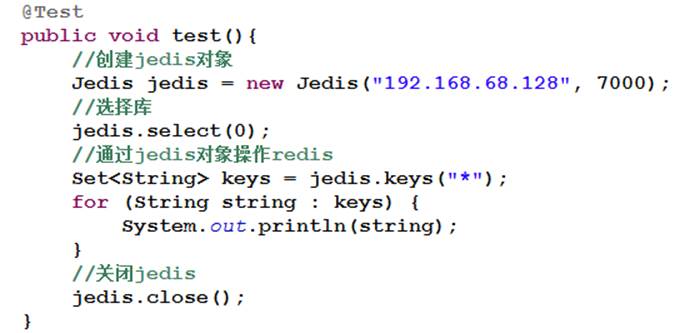 @Test
public void test(){
//创建jedis对象
Jedis jedis = new Jedis("192.168.68.128", 7000);
//选择库
jedis.select(0);
//通过jedis对象操作redis
Set<String> keys = jedis.keys("*");
for (String string : keys) {
System.out.println(string);
}
//关闭jedis
jedis.close();
}